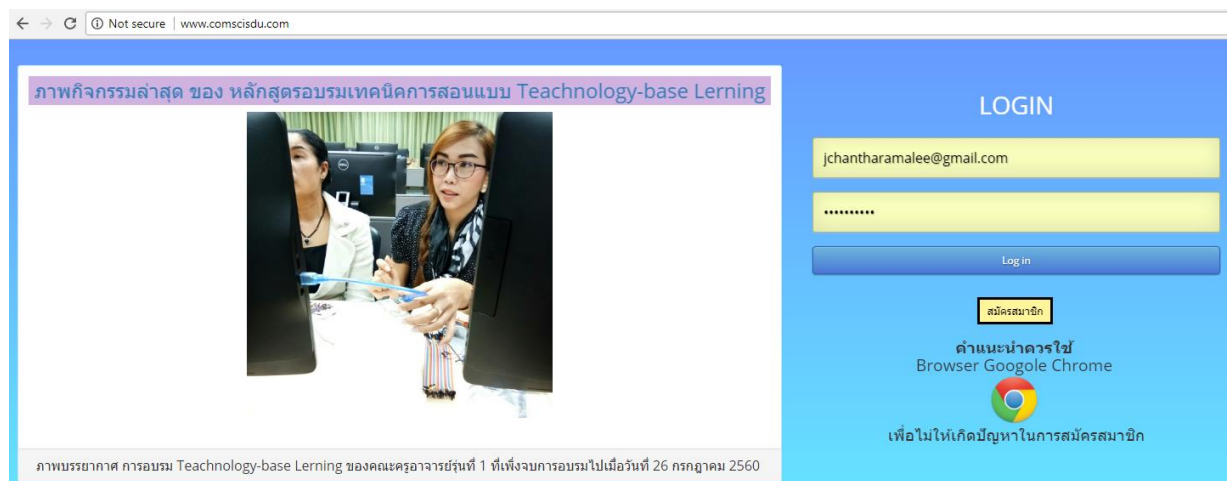 Not secure | www.comscisdu.com
ภาพกิจกรรมล่าสุด ของ หลักสูตรอบรมเทคนิคการสอนแบบ Teachnology-base Lerning
ภาพบรรยากาศ การอบรม Teachnology-base Lerning ของคณะครูอาจารย์รุ่นที่ 1 ที่เพิ่งจบการอบรมไปเมื่อวันที่ 26 กรกฎาคม 2560
LOGIN
jchantharamalee@gmail.com
••••••••••
Log in
สมัครสมาชิก
คำแนะนำควรใช้
Browser Googole Chrome
เพื่อไม่ให้เกิดปัญหาในการสมัครสมาชิก